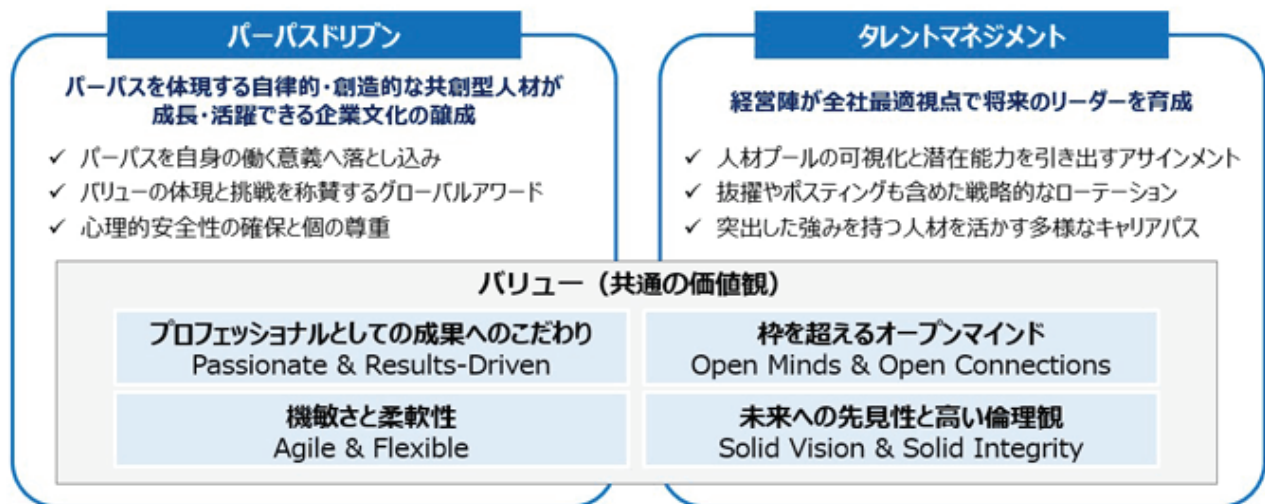 パーパスドリブン
パーパスを体現する自律的・創造的な共創型人材が
成長・活躍できる企業文化の醸成
✓ パーパスを自身の働く意義へ落とし込み
✓ バリューの体現と挑戦を称賛するグローバルアワード
✓ 心理的安全性の確保と個の尊重
タレントマネジメント
経営陣が全社最適視点で将来のリーダーを育成
✓ 人材プールの可視化と潜在能力を引き出すアサインメント
✓ 抜擢やポスティングも含めた戦略的なローテーション
✓ 突出した強みを持つ人材を活かす多様なキャリアパス
バリュー（共通の価値観）
プロフェッショナルとしての成果へのこだわり
Passionate & Results-Driven
枠を超えるオープンマインド
Open Minds & Open Connections
機敏さと柔軟性
Agile & Flexible
未来への先見性と高い倫理観
Solid Vision & Solid Integrity